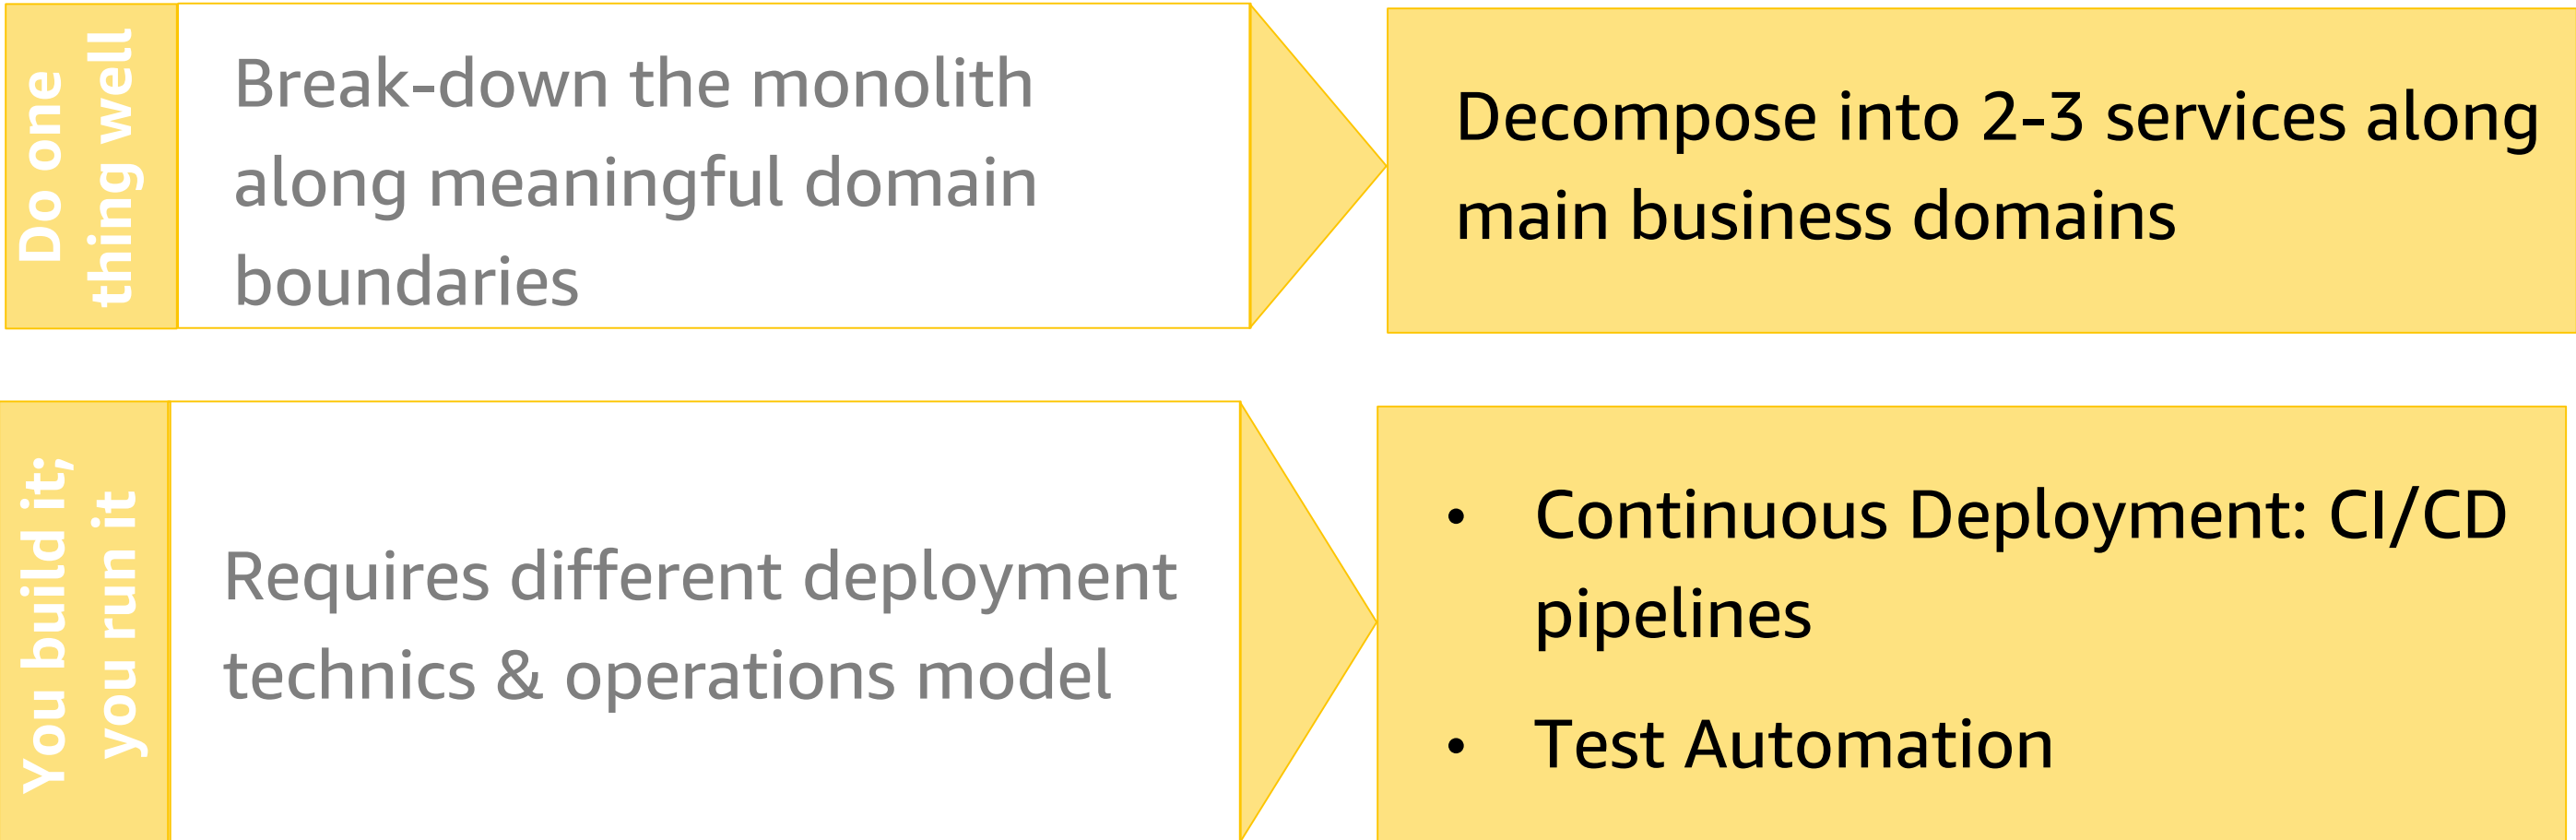 Do one
thing well
Break-down the monolith
along meaningful domain
boundaries
Decompose into 2-3 services along
main business domains
You build it;
you run it
Requires different deployment
technics & operations model
• Continuous Deployment: CI/CD
pipelines
• Test Automation